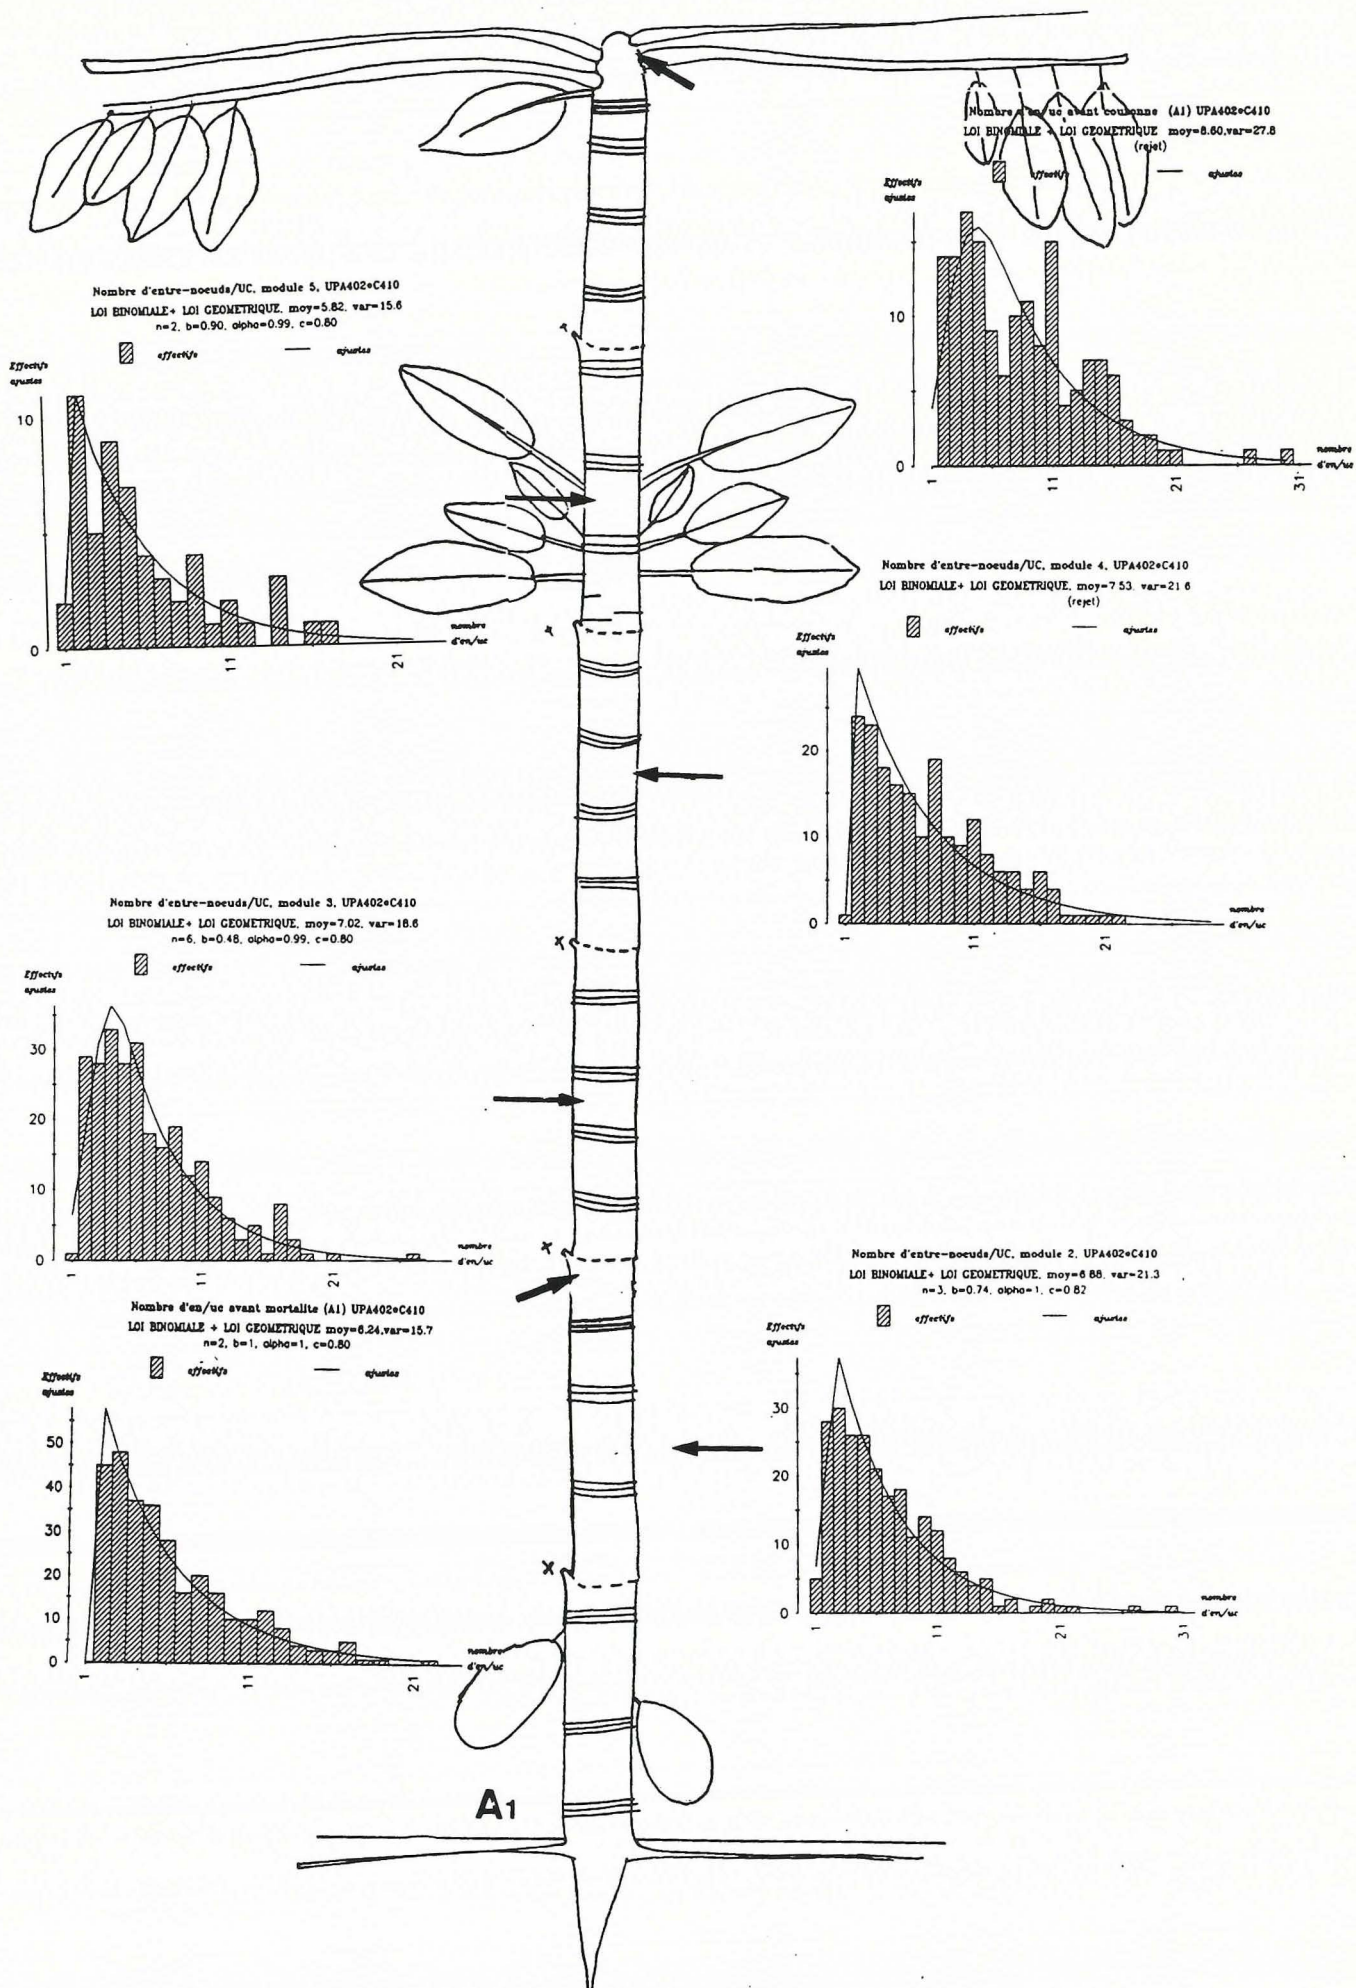 Nombre d'en/uc avant couronne (A1) UPA402*C410
LOI BINOMIALE + LOI GEOMETRIQUE moy=8.60,var=27.8
(rejet)
effectifs ajustes
Effectifs
ajustes
10
0
1 11 21 31
nombre
d'en/uc
Nombre d'entre-noeuds/UC, module 5, UPA402*C410
LOI BINOMIALE+ LOI GEOMETRIQUE, moy=5.82, var=15.6
n=2, b=0.90, alpha=0.99, c=0.80
effectifs ajustes
Effectifs
ajustes
10
0
1 11 21
nombre
d'en/uc
Nombre d'entre-noeuds/UC, module 4, UPA402*C410
LOI BINOMIALE+ LOI GEOMETRIQUE, moy=7.53, var=21.6
(rejet)
effectifs ajustes
Effectifs
ajustes
20
10
0
1 11 21
nombre
d'en/uc
Nombre d'entre-noeuds/UC, module 3, UPA402*C410
LOI BINOMIALE+ LOI GEOMETRIQUE, moy=7.02, var=18.6
n=6, b=0.48, alpha=0.99, c=0.80
effectifs ajustes
Effectifs
ajustes
30
20
10
0
1 11 21
nombre
d'en/uc
Nombre d'entre-noeuds/UC, module 2, UPA402*C410
LOI BINOMIALE+ LOI GEOMETRIQUE, moy=6.88, var=21.3
n=3, b=0.74, alpha=1, c=0.82
effectifs ajustes
Effectifs
ajustes
30
20
10
0
1 11 21 31
nombre
d'en/uc
Nombre d'en/uc avant mortalite (A1) UPA402*C410
LOI BINOMIALE + LOI GEOMETRIQUE moy=6.24,var=15.7
n=2, b=1, alpha=1, c=0.80
effectifs ajustes
Effectifs
ajustes
50
40
30
20
10
0
1 11 21
nombre
d'en/uc
A1